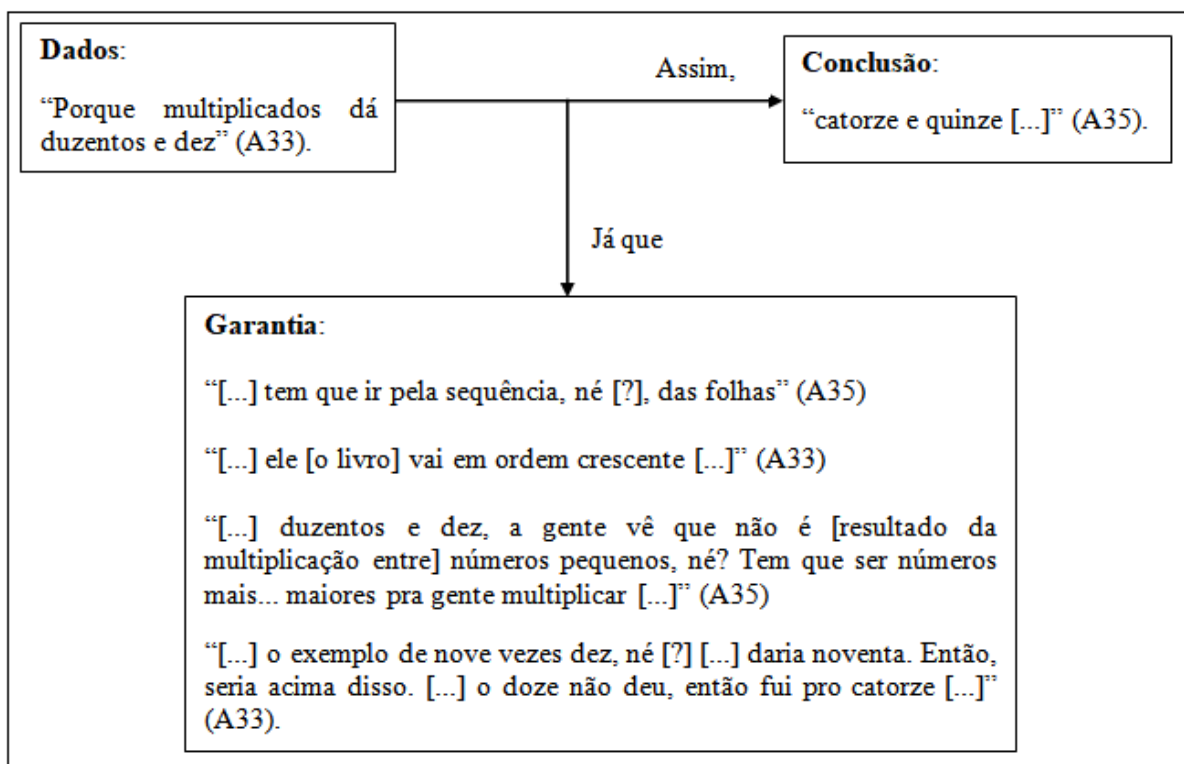 Dados:
“Porque multiplicados dá
duzentos e dez” (A33).
Assim,
Conclusão:
“catorze e quinze [...]” (A35).
Já que
Garantia:
“[...] tem que ir pela sequência, né [?], das folhas” (A35)
“[...] ele [o livro] vai em ordem crescente [...]” (A33)
“[...] duzentos e dez, a gente vê que não é [resultado da
multiplicação entre] números pequenos, né? Tem que ser números
mais... maiores pra gente multiplicar [...]” (A35)
“[...] o exemplo de nove vezes dez, né [?] [...] daria noventa. Então,
seria acima disso. [...] o doze não deu, então fui pro catorze [...]”
(A33).